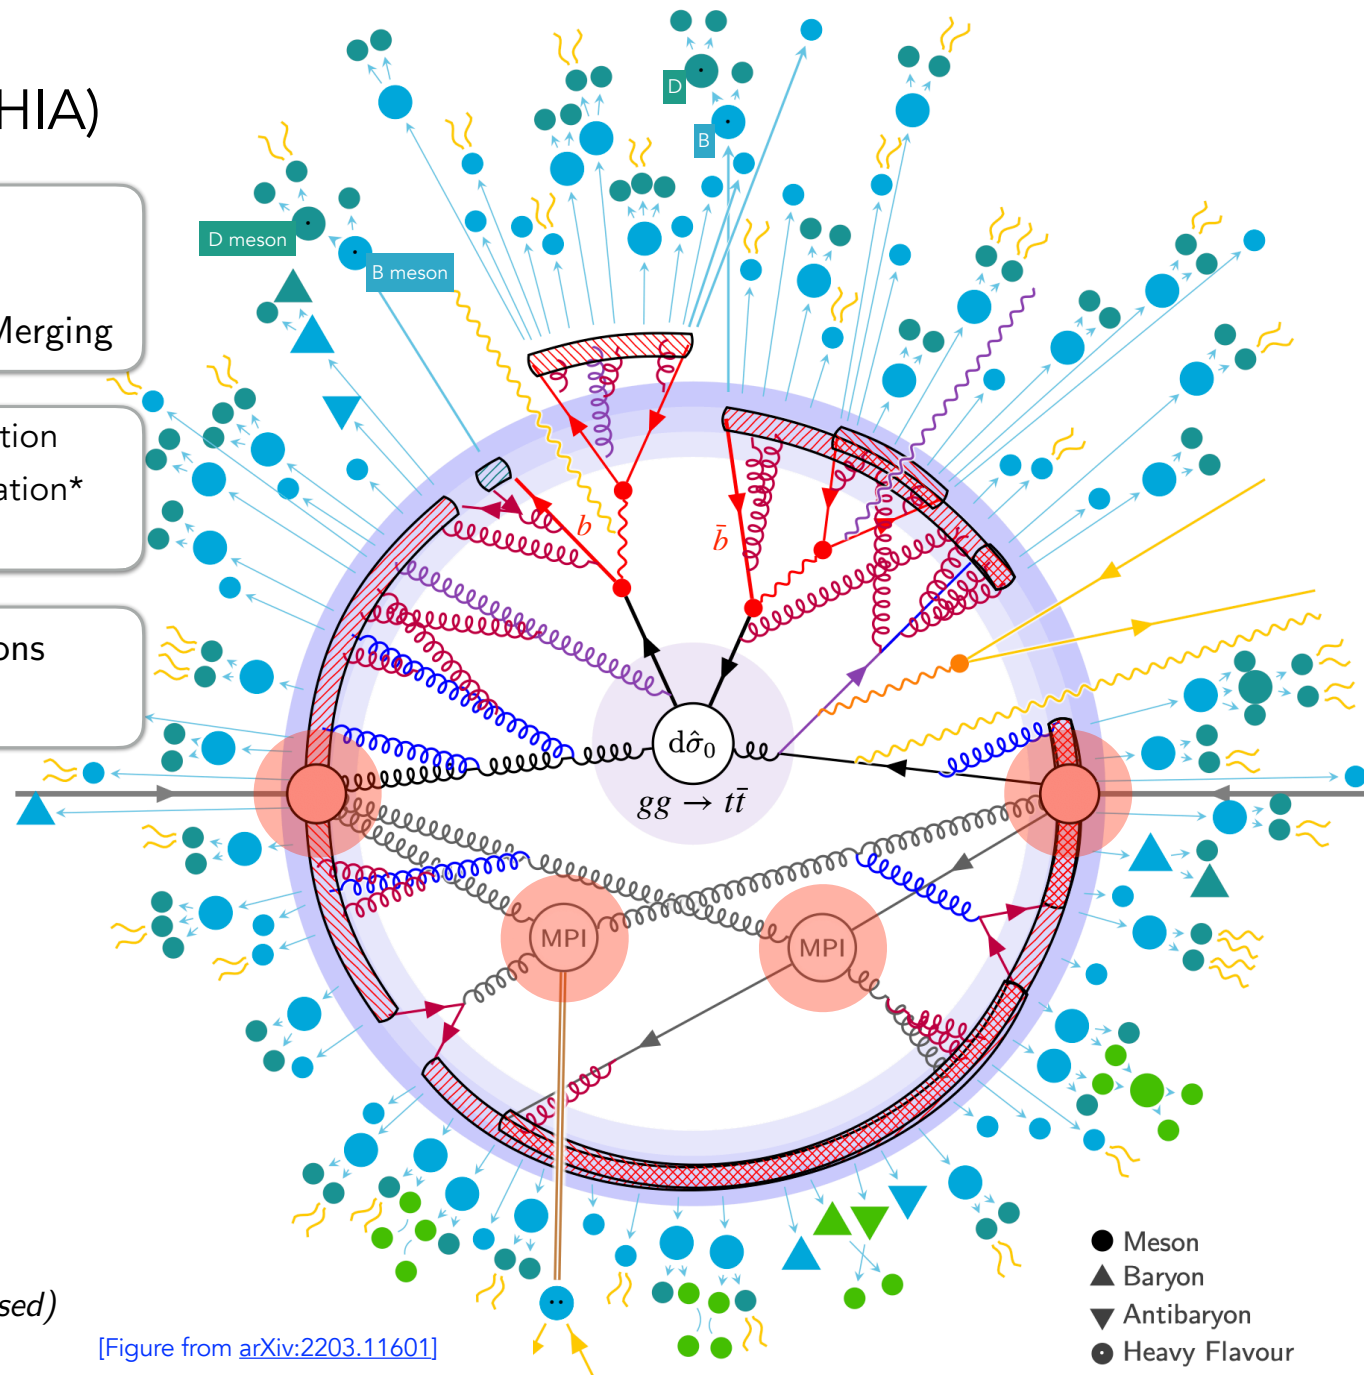 HIA)
Merging
tion
ation*
ons
D
B
D meson
B meson
b
b̄
dσ̂₀
gg → tt̄
MPI
MPI
Meson
Baryon
Antibaryon
Heavy Flavour
sed)
[Figure from arXiv:2203.11601]